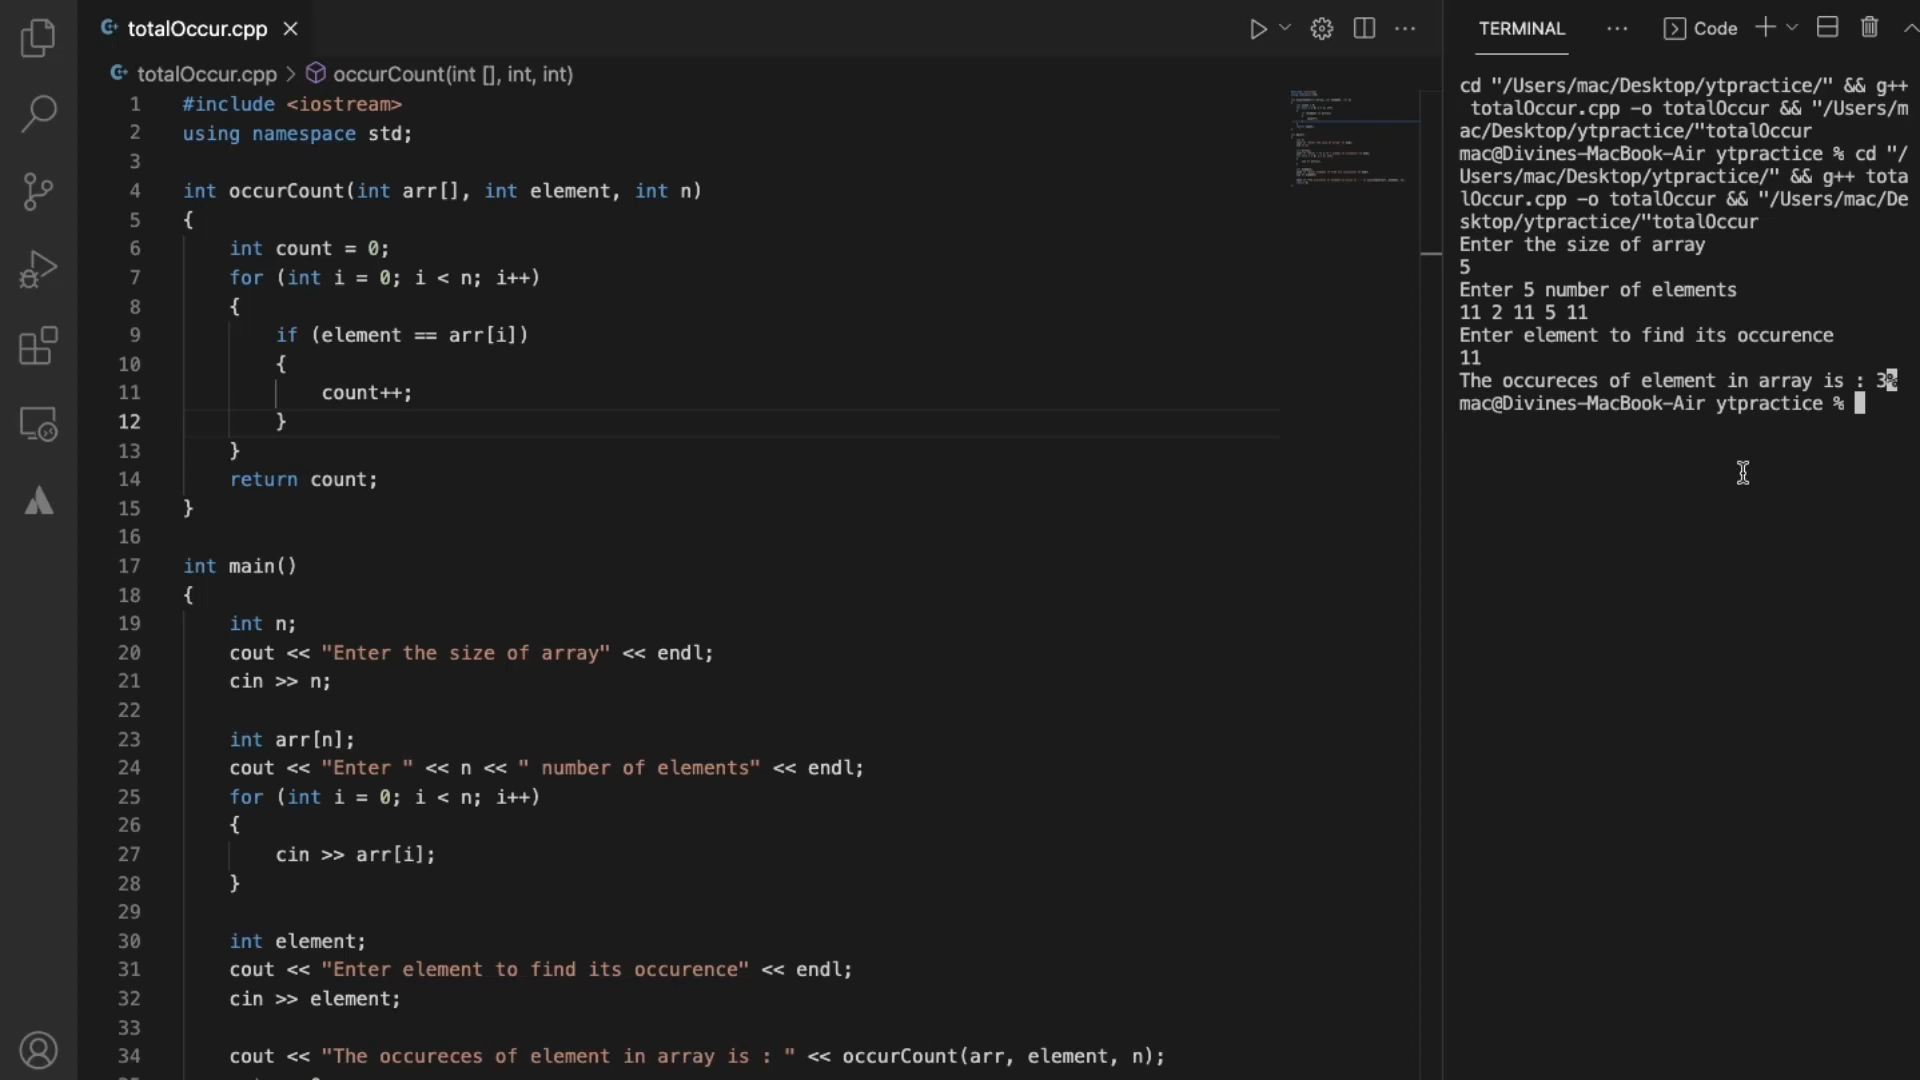 totalOccur.cpp
totalOccur.cpp > occurCount(int [], int, int)
1 #include <iostream>
2 using namespace std;
3
4 int occurCount(int arr[], int element, int n)
5 {
6 int count = 0;
7 for (int i = 0; i < n; i++)
8 {
9 if (element == arr[i])
10 {
11 count++;
12 }
13 }
14 return count;
15 }
16
17 int main()
18 {
19 int n;
20 cout << "Enter the size of array" << endl;
21 cin >> n;
22
23 int arr[n];
24 cout << "Enter " << n << " number of elements" << endl;
25 for (int i = 0; i < n; i++)
26 {
27 cin >> arr[i];
28 }
29
30 int element;
31 cout << "Enter element to find its occurence" << endl;
32 cin >> element;
33
34 cout << "The occureces of element in array is : " << occurCount(arr, element, n);
TERMINAL
Code
cd "/Users/mac/Desktop/ytpractice/" && g++
totalOccur.cpp -o totalOccur && "/Users/m
ac/Desktop/ytpractice/"totalOccur
mac@Divines-MacBook-Air ytpractice % cd "/
Users/mac/Desktop/ytpractice/" && g++ tota
lOccur.cpp -o totalOccur && "/Users/mac/De
sktop/ytpractice/"totalOccur
Enter the size of array
5
Enter 5 number of elements
11 2 11 5 11
Enter element to find its occurence
11
The occureces of element in array is : 3%
mac@Divines-MacBook-Air ytpractice %